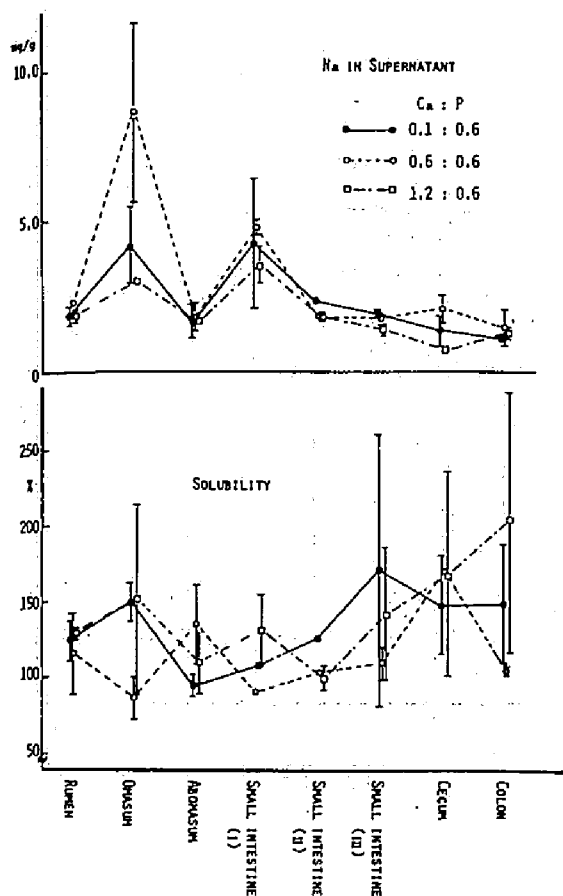 mg/g
10.0
5.0
0
Na IN SUPERNATANT
Ca : P
0.1 : 0.6
0.6 : 0.6
1.2 : 0.6
250
%
200
150
100
50
SOLUBILITY
RUMEN
OMASUM
ABOMASUM
SMALL INTESTINE
(I)
SMALL INTESTINE
(II)
SMALL INTESTINE
(III)
CECUM
COLON